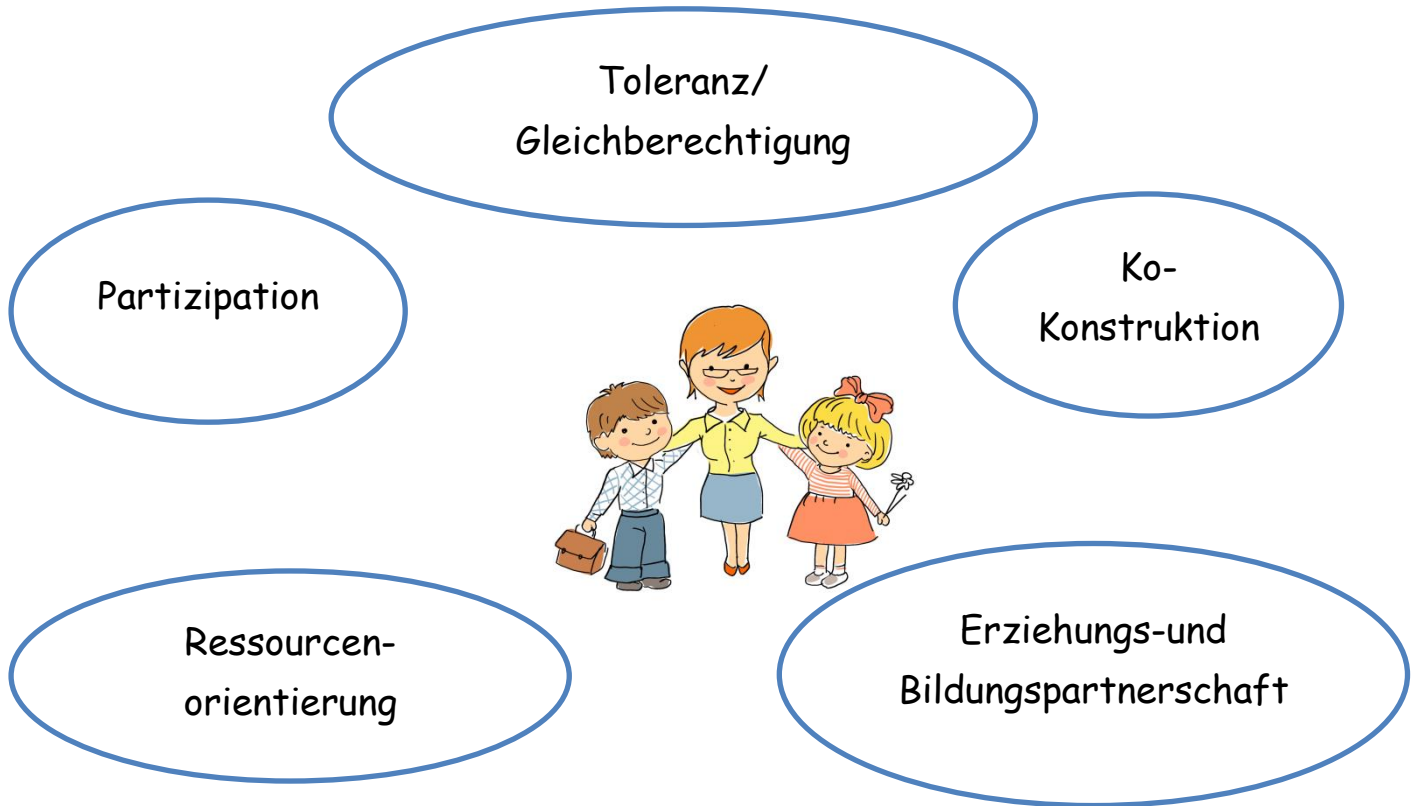 Toleranz/
Gleichberechtigung
Partizipation
Ko-
Konstruktion
Ressourcen-
orientierung
Erziehungs-und
Bildungspartnerschaft